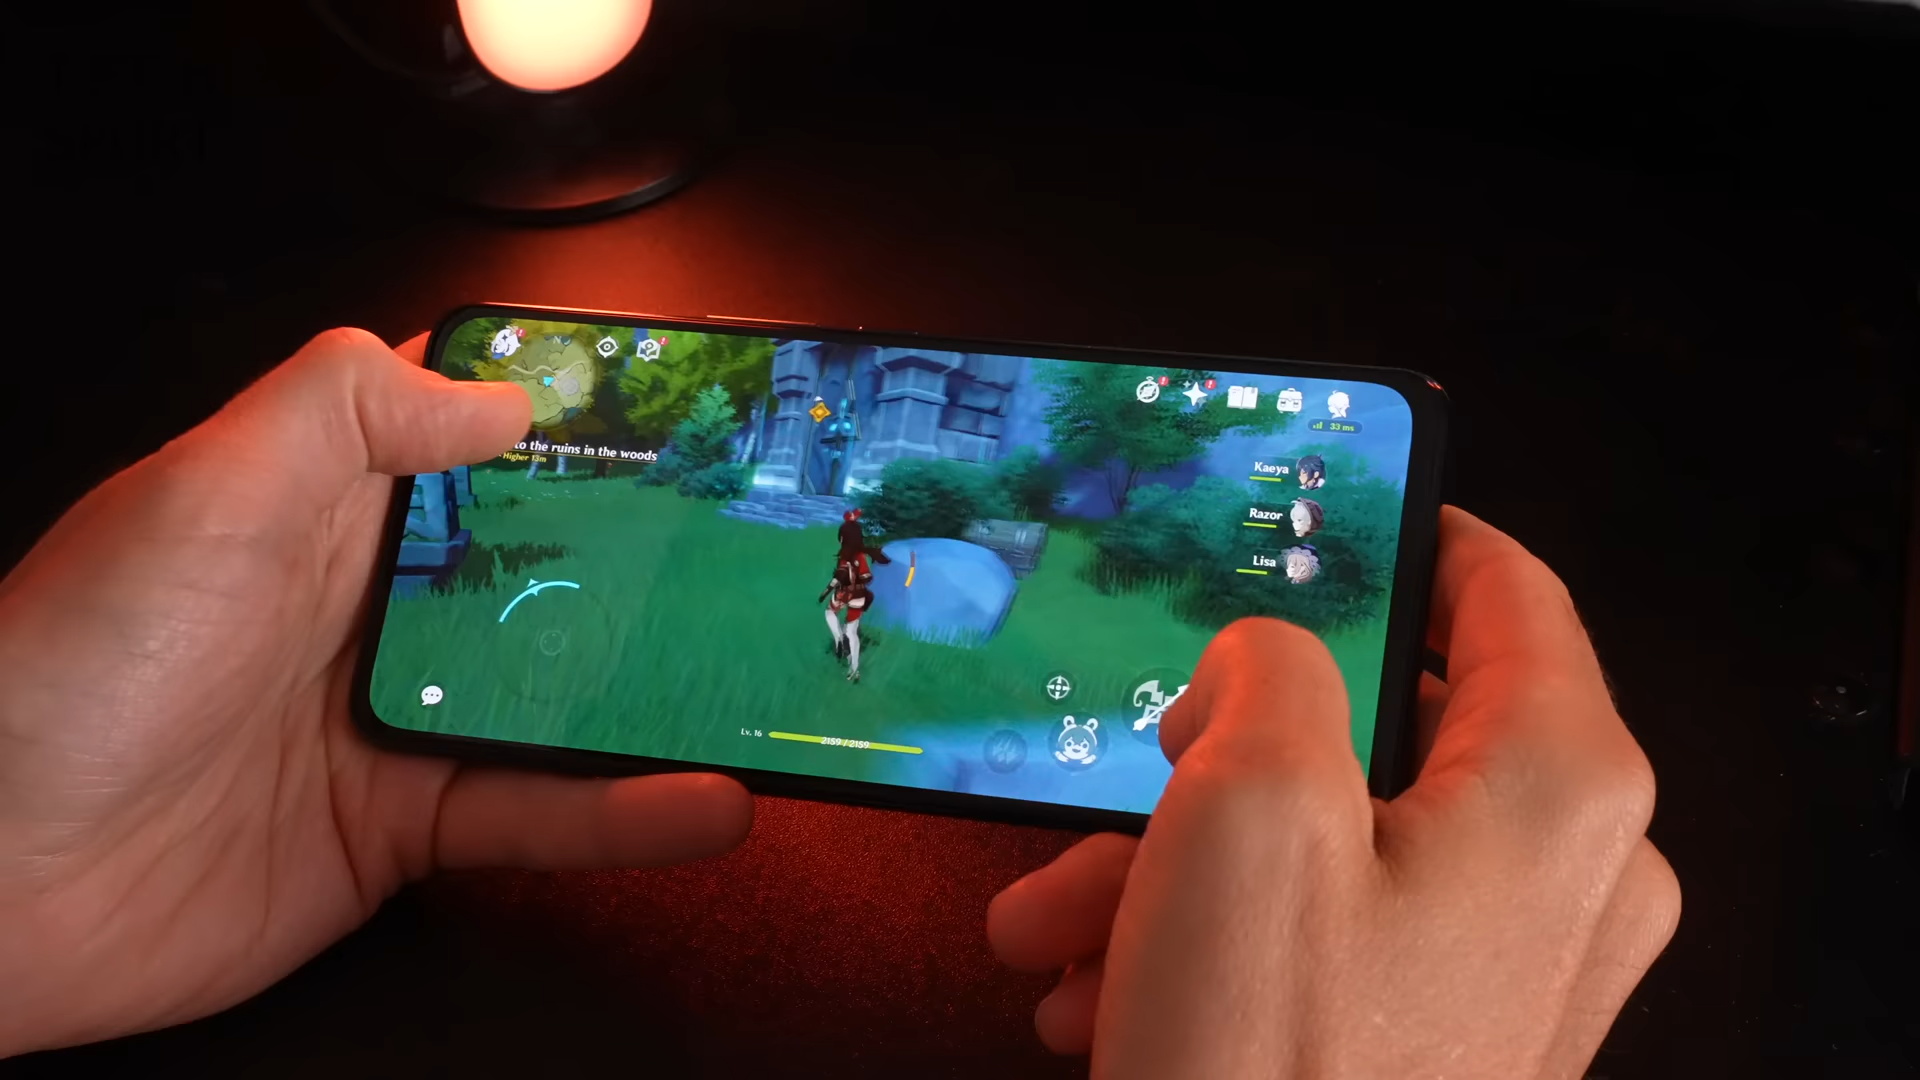 N
to the ruins in the woods
Higher 13m
33 ms
Kaeya
Razor
Lisa
Lv. 16
2159 / 2159